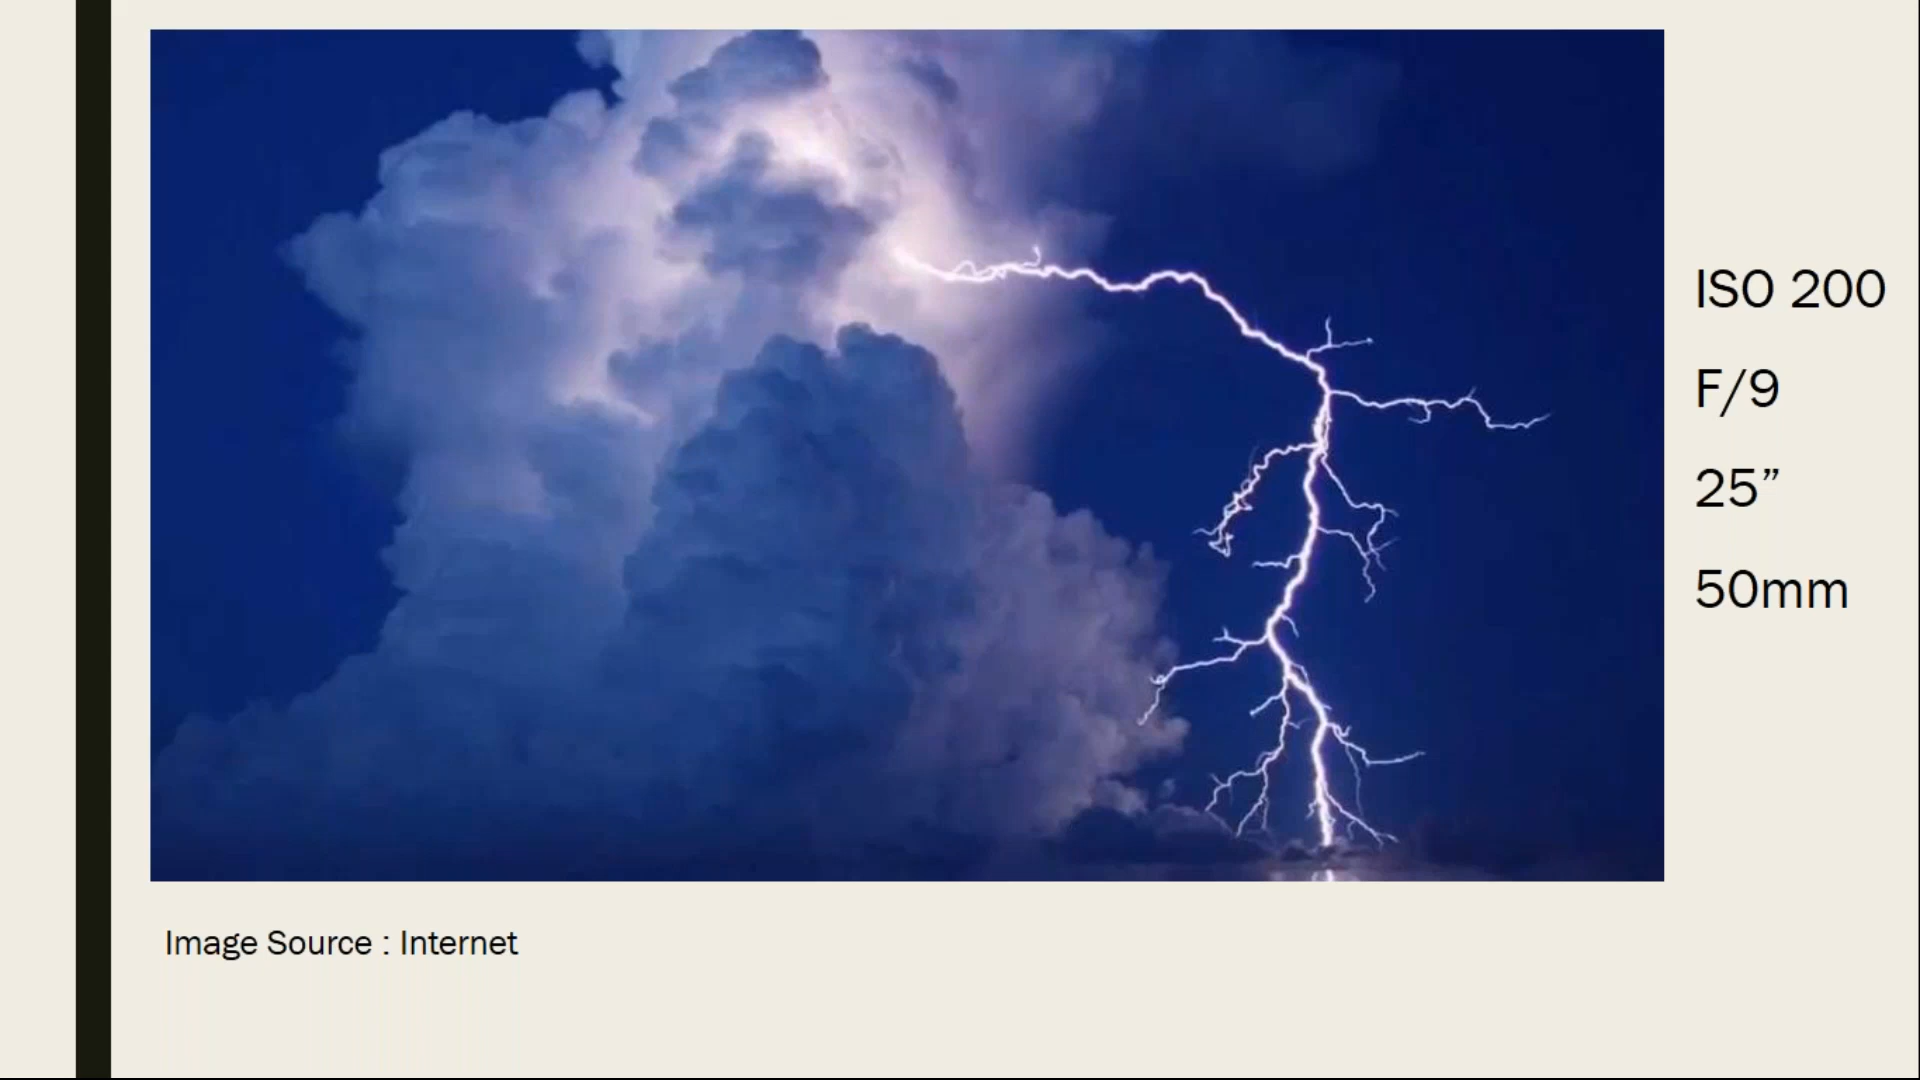 ISO 200
F/9
25”
50mm
Image Source : Internet